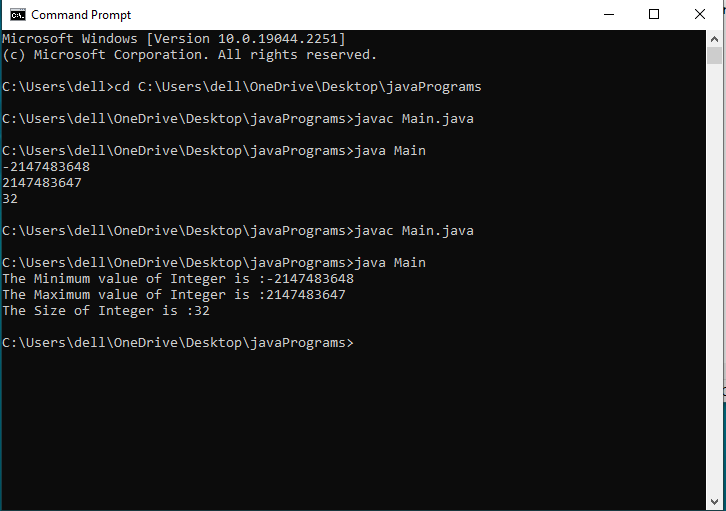 Command Prompt
Microsoft Windows [Version 10.0.19044.2251]
(c) Microsoft Corporation. All rights reserved.
C:\Users\dell>cd C:\Users\dell\OneDrive\Desktop\javaPrograms
C:\Users\dell\OneDrive\Desktop\javaPrograms>javac Main.java
C:\Users\dell\OneDrive\Desktop\javaPrograms>java Main
-2147483648
2147483647
32
C:\Users\dell\OneDrive\Desktop\javaPrograms>javac Main.java
C:\Users\dell\OneDrive\Desktop\javaPrograms>java Main
The Minimum value of Integer is :-2147483648
The Maximum value of Integer is :2147483647
The Size of Integer is :32
C:\Users\dell\OneDrive\Desktop\javaPrograms>